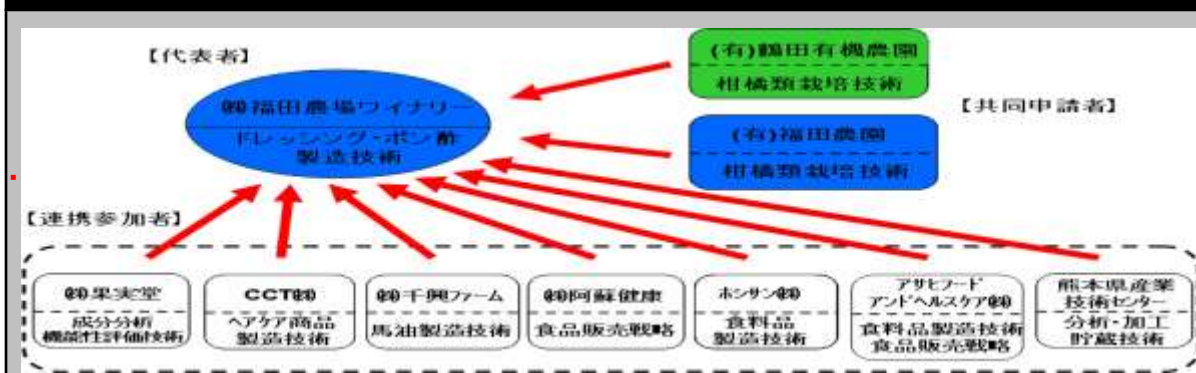 【代表者】
㈱福田農場ワイナリー
ドレッシング・ポン酢
製造技術
(有)鶴田有機農園
柑橘類栽培技術
【共同申請者】
(有)福田農園
柑橘類栽培技術
【連携参加者】
㈱果実堂
成分分析
機能性評価技術
CCT㈱
ヘアケア商品
製造技術
㈱千興ファーム
馬油製造技術
㈱阿蘇健康
食品販売戦略
ホシサン㈱
食料品
製造技術
アサヒフード
アンドヘルスケア㈱
食料品製造技術
食品販売戦略
熊本県産業
技術センター
分析・加工
貯蔵技術